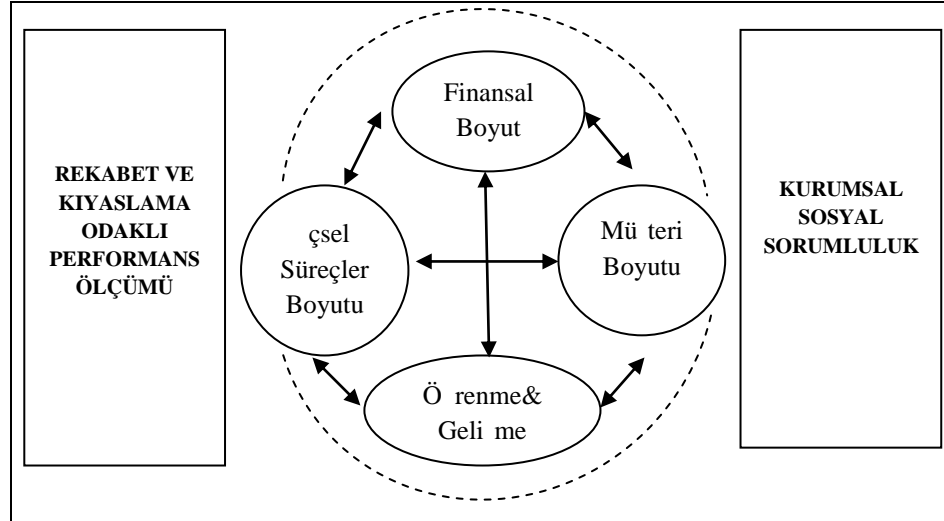 REKABET VE
KIYASLAMA
ODAKLI
PERFORMANS
ÖLÇÜMÜ
Finansal
Boyut
çsel
Süreçler
Boyutu
Mü teri
Boyutu
Ö renme&
Geli me
KURUMSAL
SOSYAL
SORUMLULUK